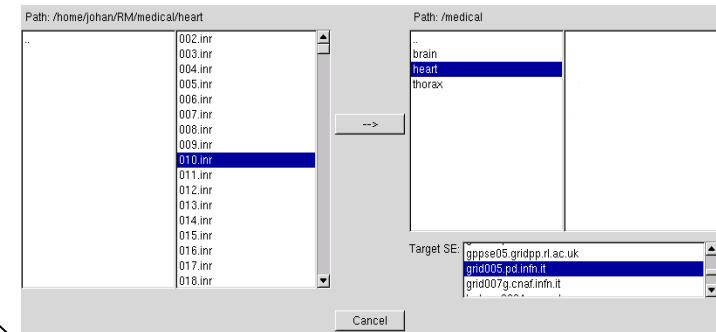 Path: /home/johan/RM/medical/heart
..
002.inr
003.inr
004.inr
005.inr
006.inr
007.inr
008.inr
009.inr
010.inr
011.inr
012.inr
013.inr
014.inr
015.inr
016.inr
017.inr
018.inr
-->
Path: /medical
..
brain
heart
thorax
Target SE:
gppse05.gridpp.rl.ac.uk
grid005.pd.infn.it
grid007g.cnaf.infn.it
Cancel